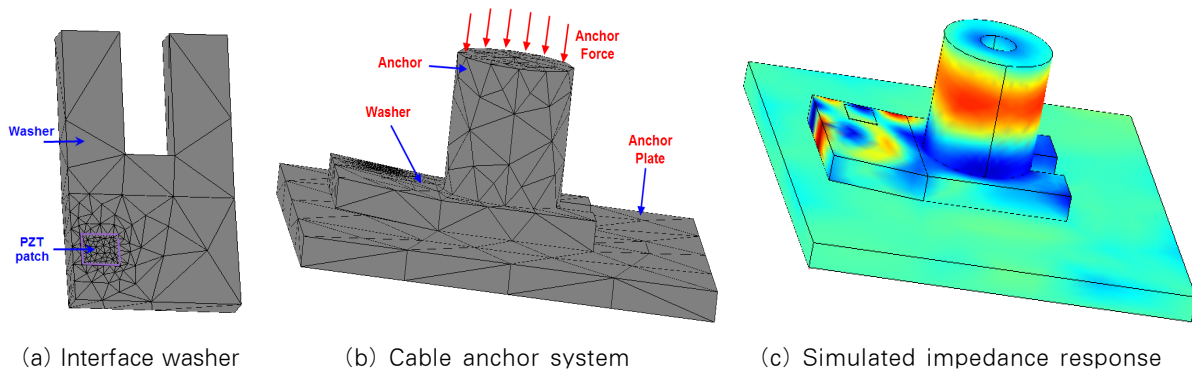 Washer
PZT
patch
Anchor
Washer
Anchor
Force
Anchor
Plate
(a) Interface washer
(b) Cable anchor system
(c) Simulated impedance response